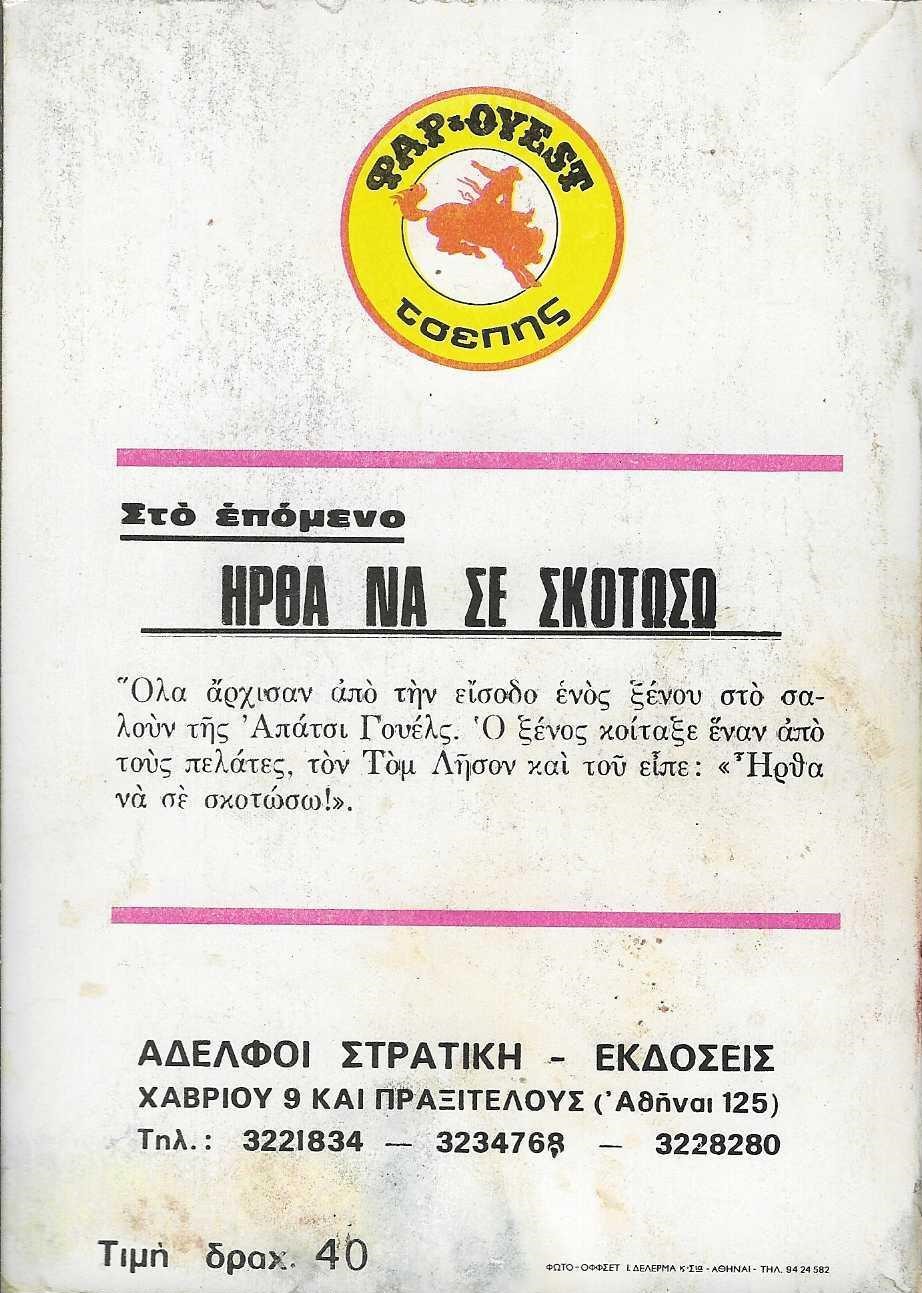 ΦΑΡ-ΟΥΕΣΤ
τσεπης
Στὸ ἑπόμενο
ΗΡΘΑ ΝΑ ΣΕ ΣΚΟΤΩΣΩ
Ὅλα ἄρχισαν ἀπὸ τὴν εἴσοδο ἑνὸς ξένου στὸ σα-
λοὺν τῆς Ἀπάτσι Γουέλς. Ὁ ξένος κοίταξε ἕναν ἀπὸ
τοὺς πελάτες, τὸν Τὸμ Λῆσον καὶ τοῦ εἶπε: «Ἦρθα
νὰ σὲ σκοτώσω!».
ΑΔΕΛΦΟΙ ΣΤΡΑΤΙΚΗ - ΕΚΔΟΣΕΙΣ
ΧΑΒΡΙΟΥ 9 ΚΑΙ ΠΡΑΞΙΤΕΛΟΥΣ (Ἀθῆναι 125)
Τηλ.: 3221834 — 3234768 — 3228280
Τιμὴ δραχ. 40
ΦΩΤΟ-ΟΦΦΣΕΤ Ι. ΔΕΛΕΡΜΑ Κ ΣΙΑ - ΑΘΗΝΑΙ - ΤΗΛ. 94 24 582